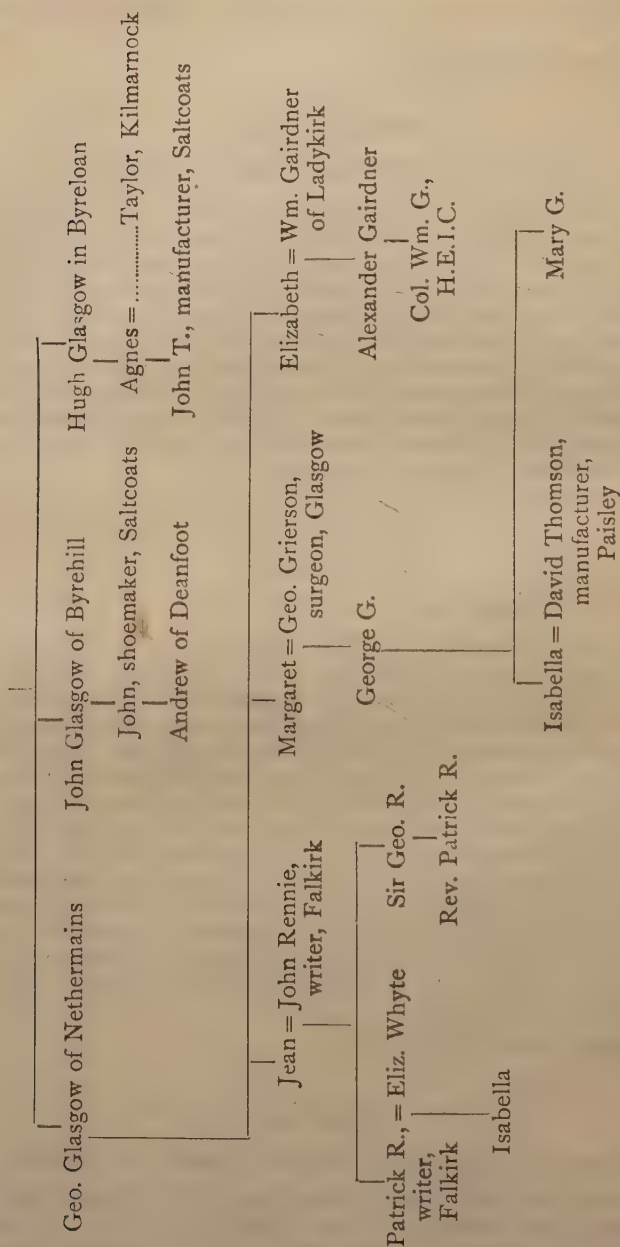 Geo. Glasgow of Nethermains
John Glasgow of Byrehill
Hugh Glasgow in Byreloan
John, shoemaker, Saltcoats
Agnes = ............Taylor, Kilmarnock
Andrew of Deanfoot
John T., manufacturer, Saltcoats
Jean = John Rennie,
writer, Falkirk
Margaret = Geo. Grierson,
surgeon, Glasgow
Elizabeth = Wm. Gairdner
of Ladykirk
George G.
Alexander Gairdner
Patrick R., = Eliz. Whyte
writer,
Falkirk
Sir Geo. R.
Col. Wm. G.,
H.E.I.C.
Rev. Patrick R.
Isabella
Isabella = David Thomson,
manufacturer,
Paisley
Mary G.